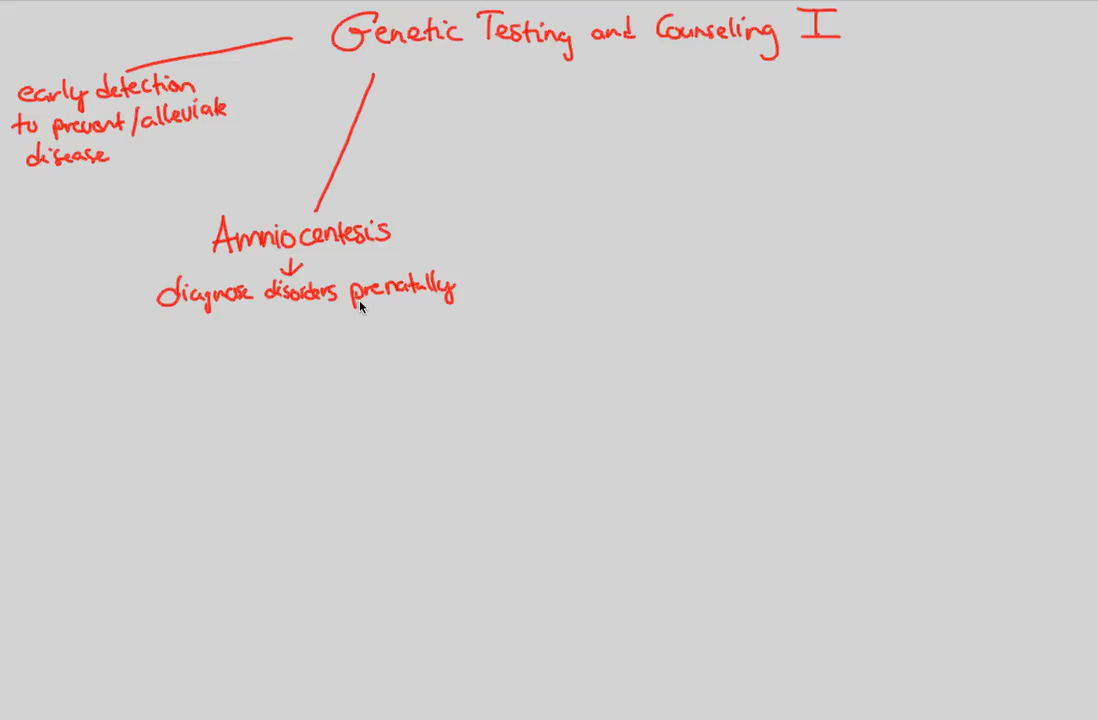 Genetic Testing and Counseling I
early detection
to prevent/alleviate
disease
Amniocentesis
↓
diagnose disorders prenatally